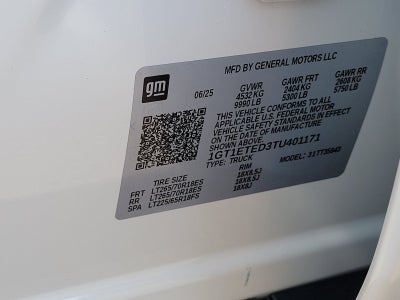 gm
MFD BY GENERAL MOTORS LLC
06/25 GVWR GAWR FRT GAWR RR
4532 KG 2404 KG 2608 KG
9990 LB 5300 LB 5750 LB
THIS VEHICLE CONFORMS TO ALL
APPLICABLE U.S. FEDERAL MOTOR
VEHICLE SAFETY STANDARDS IN EFFECT
ON THE DATE OF MANUFACTURE
1GT1ETED3TU401171
TYPE: TRUCK MODEL: 31TT35843
TIRE SIZE RIM
FRT LT265/70R18ES 18X8.5J
RR LT265/70R18ES 18X8.5J
SPA LT225/65R18FS 18X8J